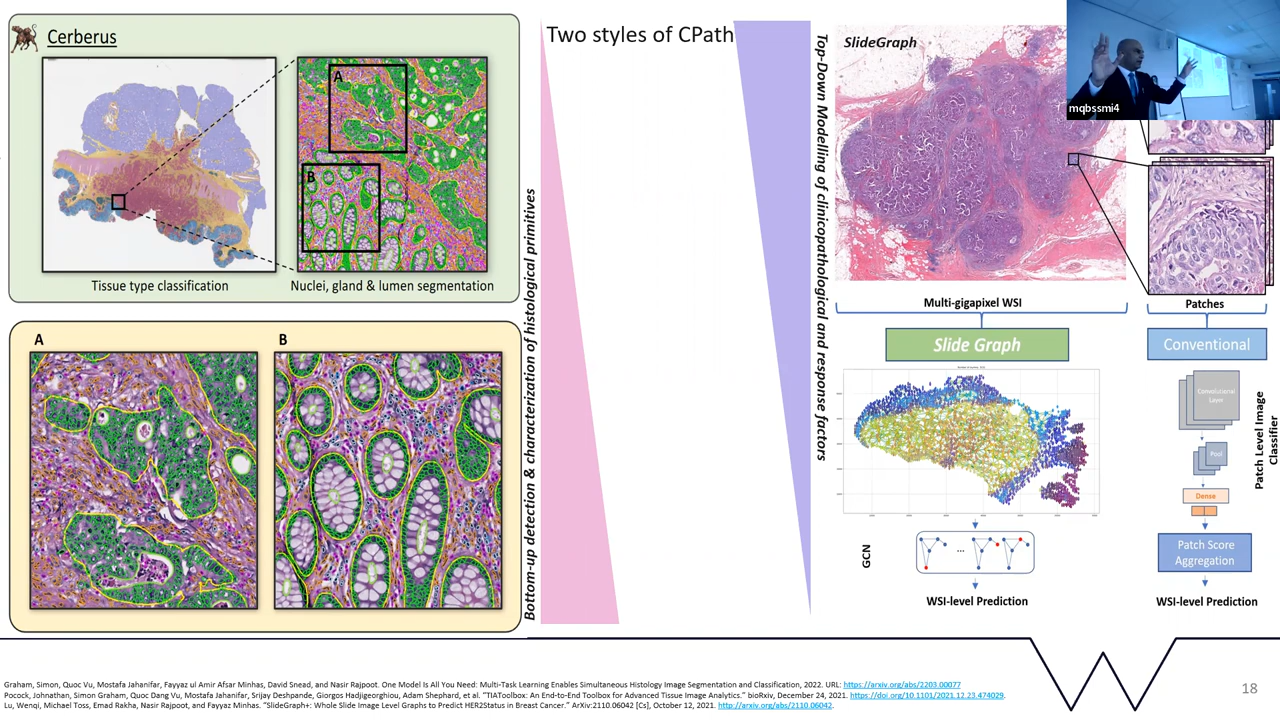 Cerberus
Two styles of CPath
SlideGraph
mqbssmi4
A
B
Tissue type classification
Nuclei, gland & lumen segmentation
Bottom-up detection & characterization of histological primitives
Top-Down Modelling of clinicopathological and response factors
Multi-gigapixel WSI
Patches
Slide Graph
Conventional
A
B
Convolutional
Layer
Pool
Dense
Patch Level Image
Classifier
GCN
...
Patch Score
Aggregation
WSI-level Prediction
WSI-level Prediction
Graham, Simon, Quoc Vu, Mostafa Jahanifar, Fayyaz ul Amir Afsar Minhas, David Snead, and Nasir Rajpoot. One Model Is All You Need: Multi-Task Learning Enables Simultaneous Histology Image Segmentation and Classification, 2022. URL: https://arxiv.org/abs/2203.00077
Pocock, Johnathan, Simon Graham, Quoc Dang Vu, Mostafa Jahanifar, Srijay Deshpande, Giorgos Hadjigeorghiou, Adam Shephard, et al. "TIAToolbox: An End-to-End Toolbox for Advanced Tissue Image Analytics." bioRxiv, December 24, 2021. https://doi.org/10.1101/2021.12.23.474029.
Lu, Wenqi, Michael Toss, Emad Rakha, Nasir Rajpoot, and Fayyaz Minhas. "SlideGraph+: Whole Slide Image Level Graphs to Predict HER2Status in Breast Cancer." ArXiv:2110.06042 [Cs], October 12, 2021. http://arxiv.org/abs/2110.06042.
18